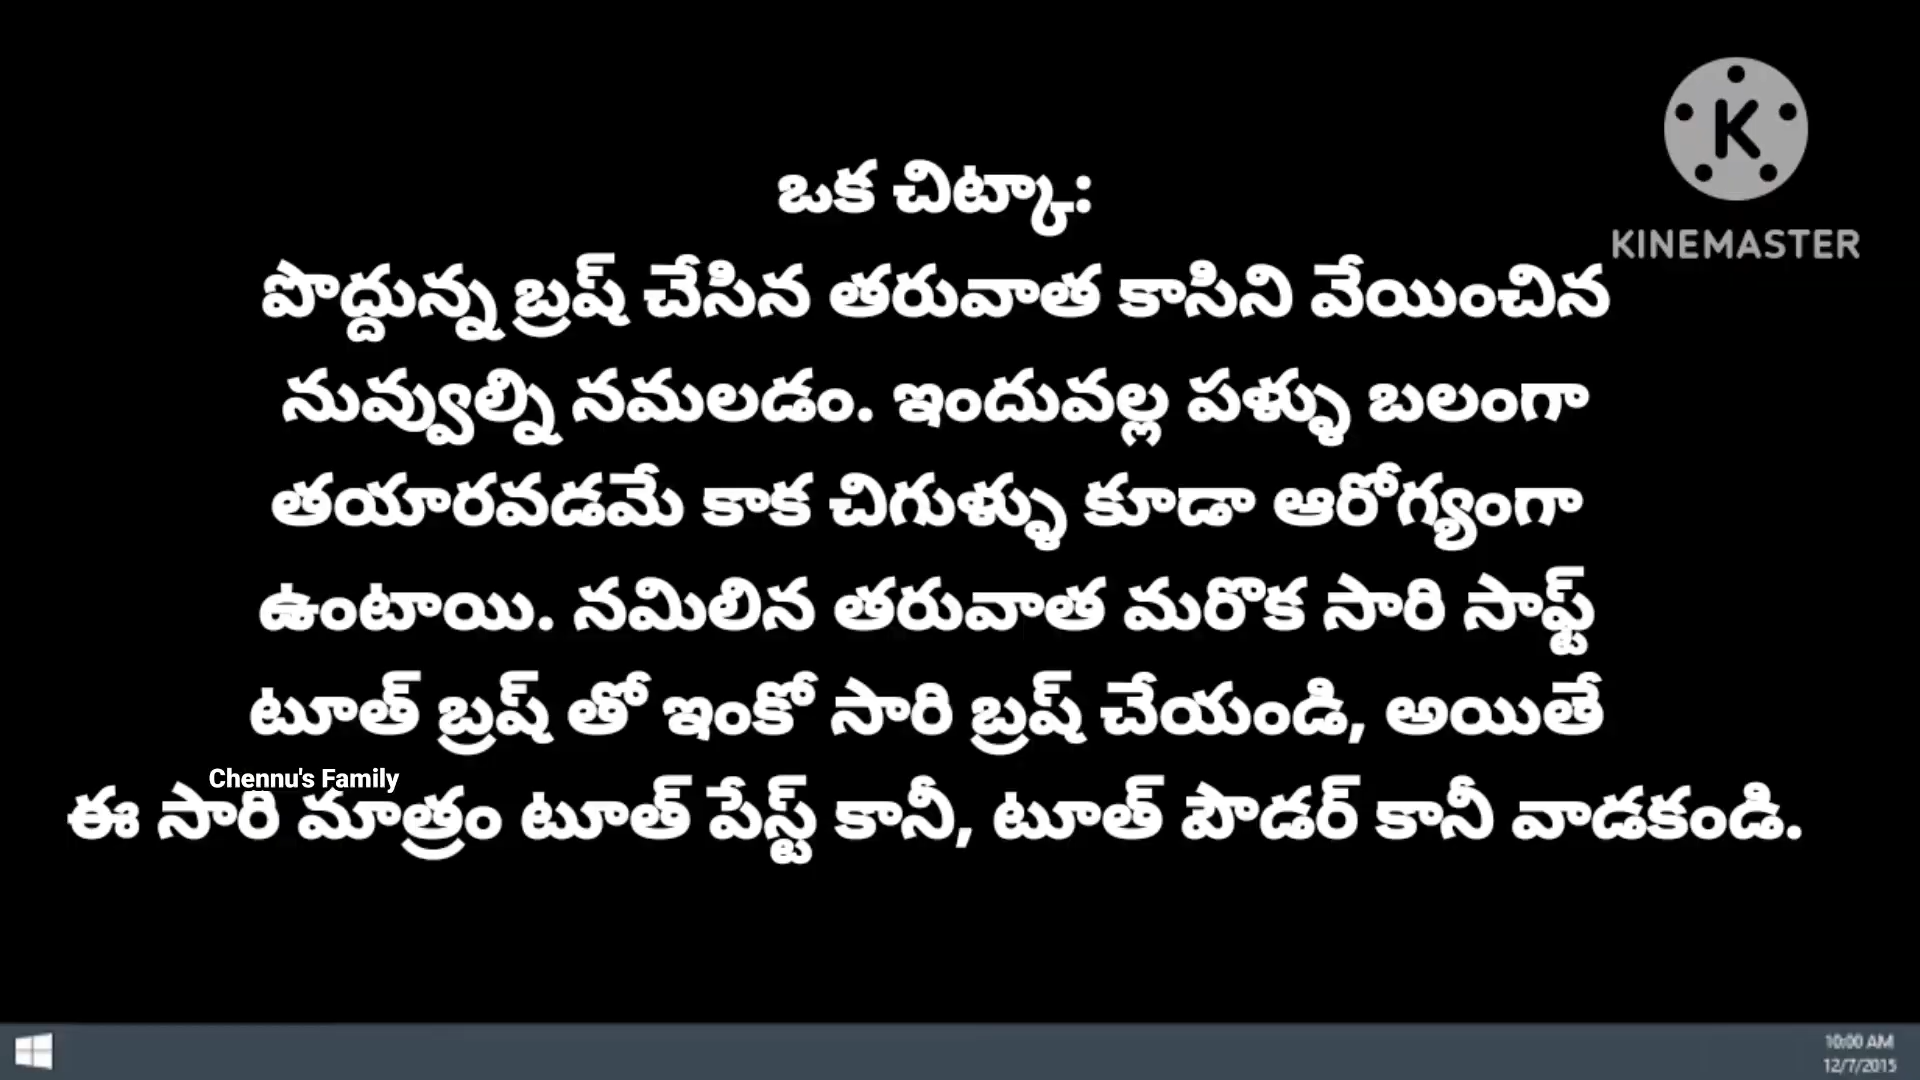 ఒక చిట్కా:
పొద్దున్న బ్రష్ చేసిన తరువాత కాసిని వేయించిన
నువ్వుల్ని నమలడం. ఇందువల్ల పళ్ళు బలంగా
తయారవడమే కాక చిగుళ్ళు కూడా ఆరోగ్యంగా
ఉంటాయి. నమిలిన తరువాత మరొక సారి సాఫ్ట్
టూత్ బ్రష్ తో ఇంకో సారి బ్రష్ చేయండి, అయితే
ఈ సారి మాత్రం టూత్ పేస్ట్ కానీ, టూత్ పౌడర్ కానీ వాడకండి.
Chennu's Family
K
KINEMASTER
10:00 AM
12/7/2015